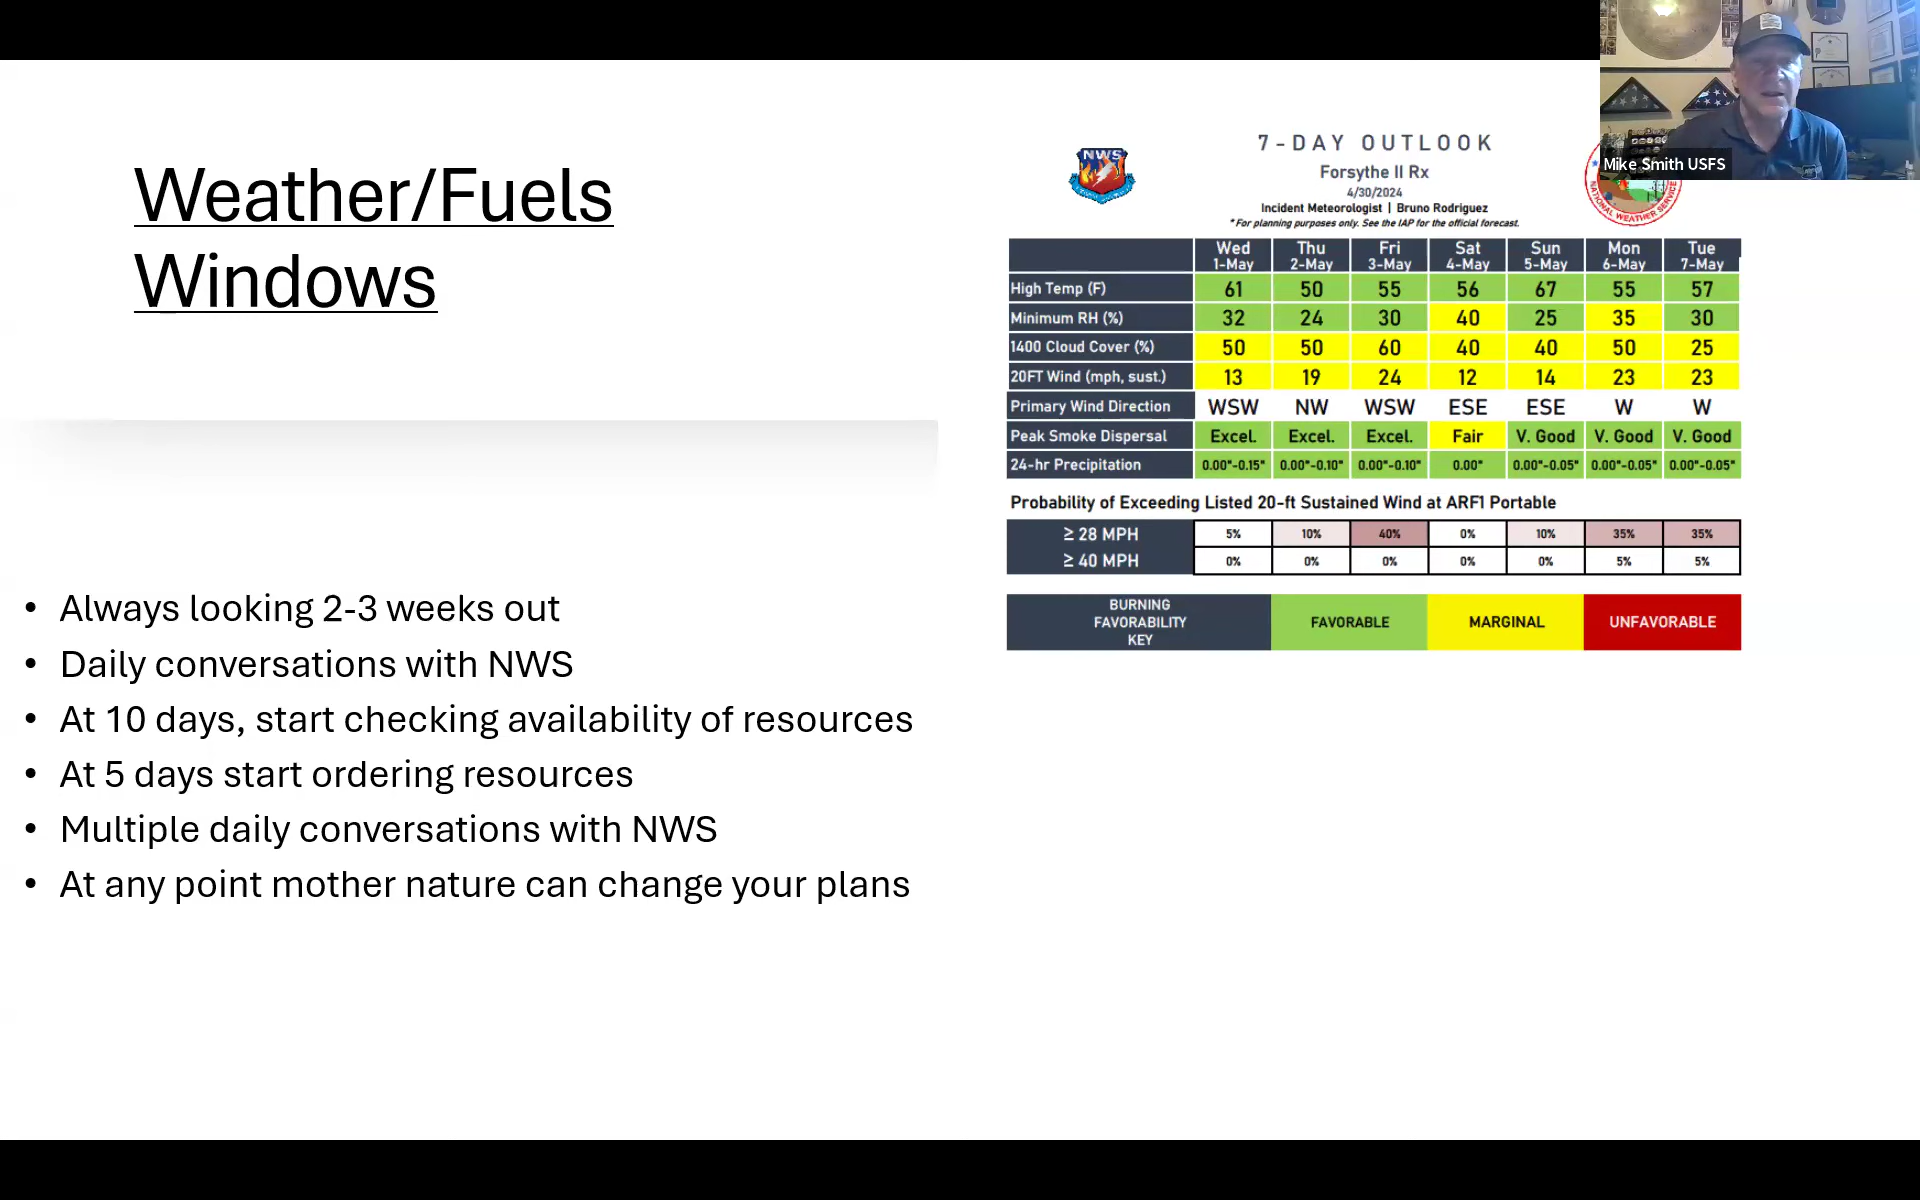 Weather/Fuels
Windows
• Always looking 2-3 weeks out
• Daily conversations with NWS
• At 10 days, start checking availability of resources
• At 5 days start ordering resources
• Multiple daily conversations with NWS
• At any point mother nature can change your plans
NWS
7-DAY OUTLOOK
Forsythe II Rx
4/30/2024
Incident Meteorologist | Bruno Rodriguez
*For planning purposes only. See the IAP for the official forecast.
NATIONAL WEATHER SERVICE
Mike Smith USFS
Wed Thu Fri Sat Sun Mon Tue
1-May 2-May 3-May 4-May 5-May 6-May 7-May
High Temp (F) 61 50 55 56 67 55 57
Minimum RH (%) 32 24 30 40 25 35 30
1400 Cloud Cover (%) 50 50 60 40 40 50 25
20FT Wind (mph, sust.) 13 19 24 12 14 23 23
Primary Wind Direction WSW NW WSW ESE ESE W W
Peak Smoke Dispersal Excel. Excel. Excel. Fair V. Good V. Good V. Good
24-hr Precipitation 0.00"-0.15" 0.00"-0.10" 0.00"-0.10" 0.00" 0.00"-0.05" 0.00"-0.05" 0.00"-0.05"
Probability of Exceeding Listed 20-ft Sustained Wind at ARF1 Portable
≥ 28 MPH 5% 10% 40% 0% 10% 35% 35%
≥ 40 MPH 0% 0% 0% 0% 0% 5% 5%
BURNING
FAVORABILITY
KEY
FAVORABLE MARGINAL UNFAVORABLE